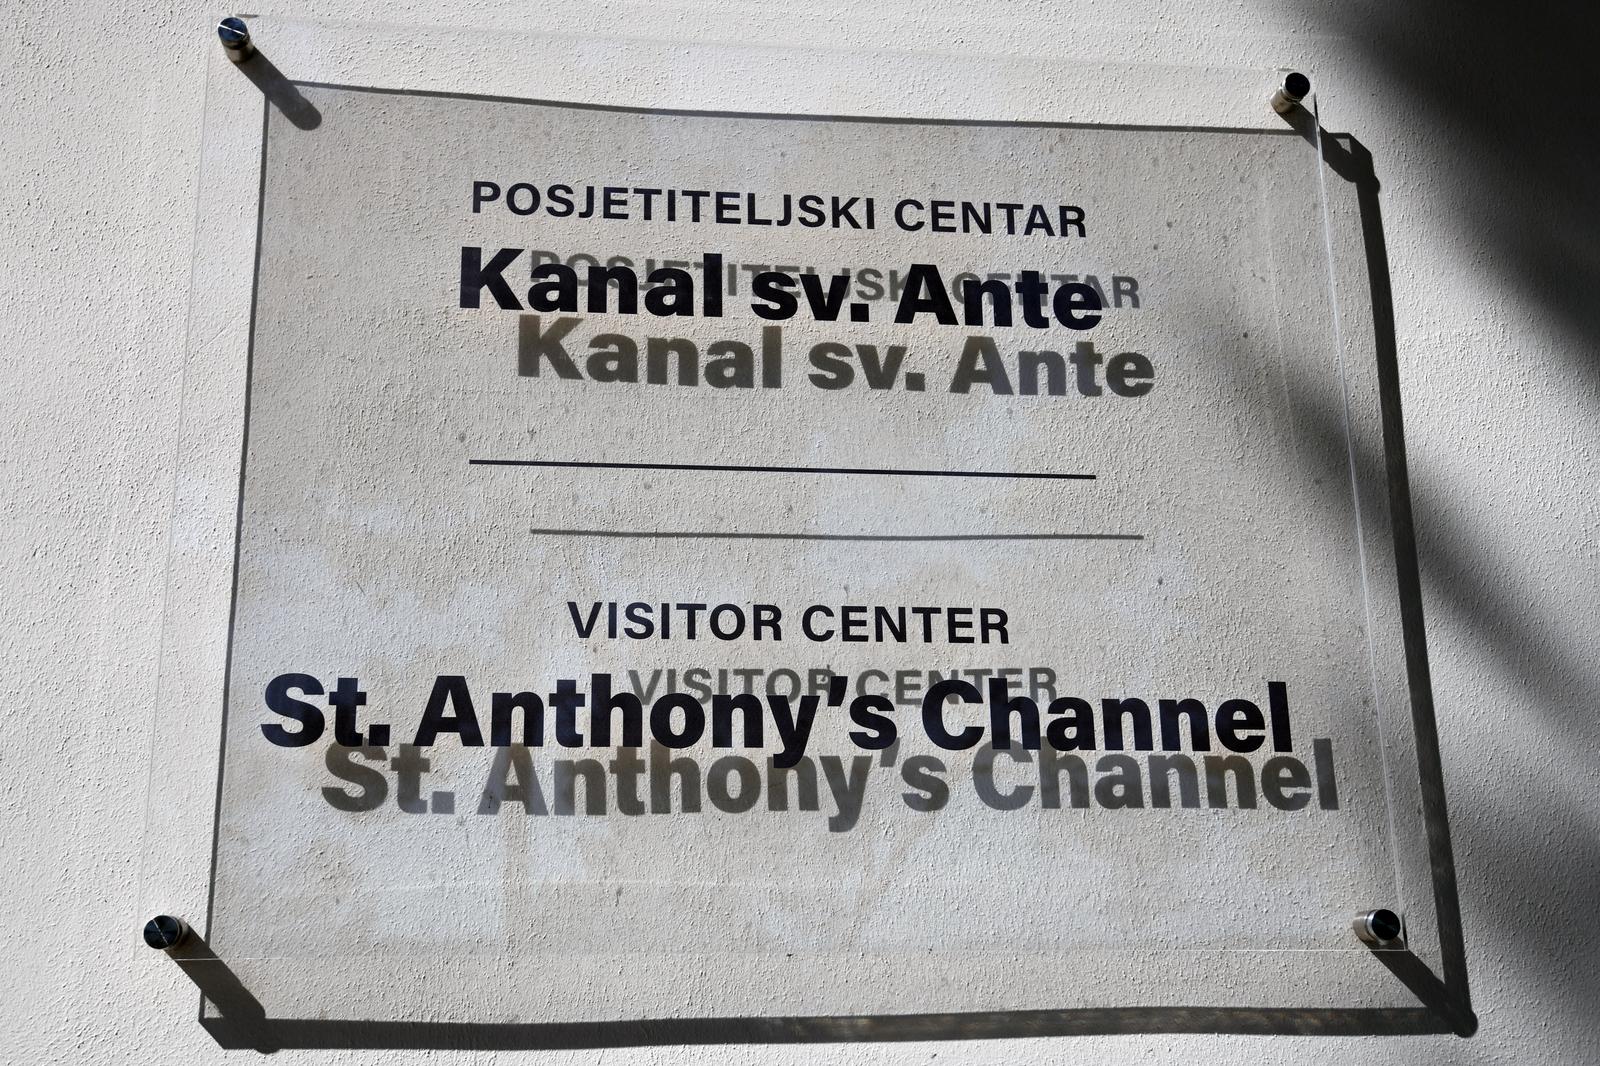 POSJETITELJSKI CENTAR
Kanal sv. Ante
VISITOR CENTER
St. Anthony's Channel